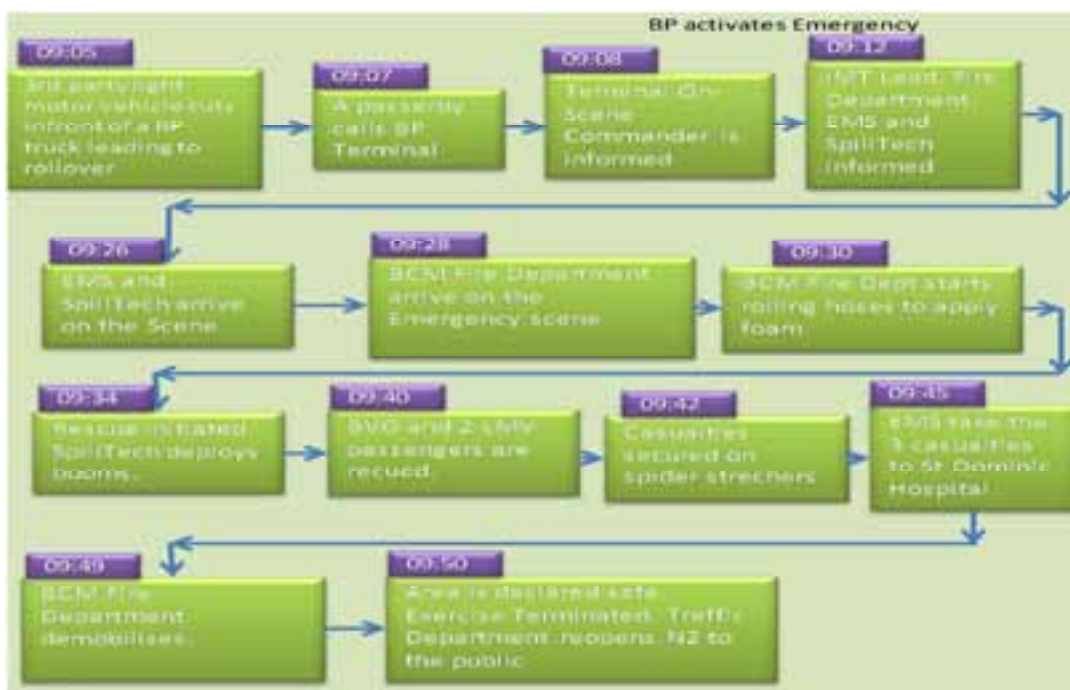 BP activates Emergency
09:05
3rd party light
motor vehicle cuts
infront of a BP
truck leading to
rollover
09:07
A passerby
calls BP
Terminal
09:08
Terminal On-
Scene
Commander is
informed
09:12
IMT Lead, Fire
Department
EMS and
SpillTech
informed
09:26
EMS and
SpillTech arrive
on the Scene
09:28
BCM Fire Department
arrive on the
Emergency scene
09:30
BCM Fire Dept starts
rolling hoses to apply
foam
09:34
Rescue initiated
SpillTech deploys
booms.
09:40
and 2 LMV
passengers are
recued.
09:42
Casualties
secured on
spider strechers
09:45
EMS take the
3 casualties
to St Dominic
Hospital
09:49
BCM Fire
Department
demobilises
09:50
Area is declared safe
Exercise Terminated. Traffic
Department reopens N2 to
the public